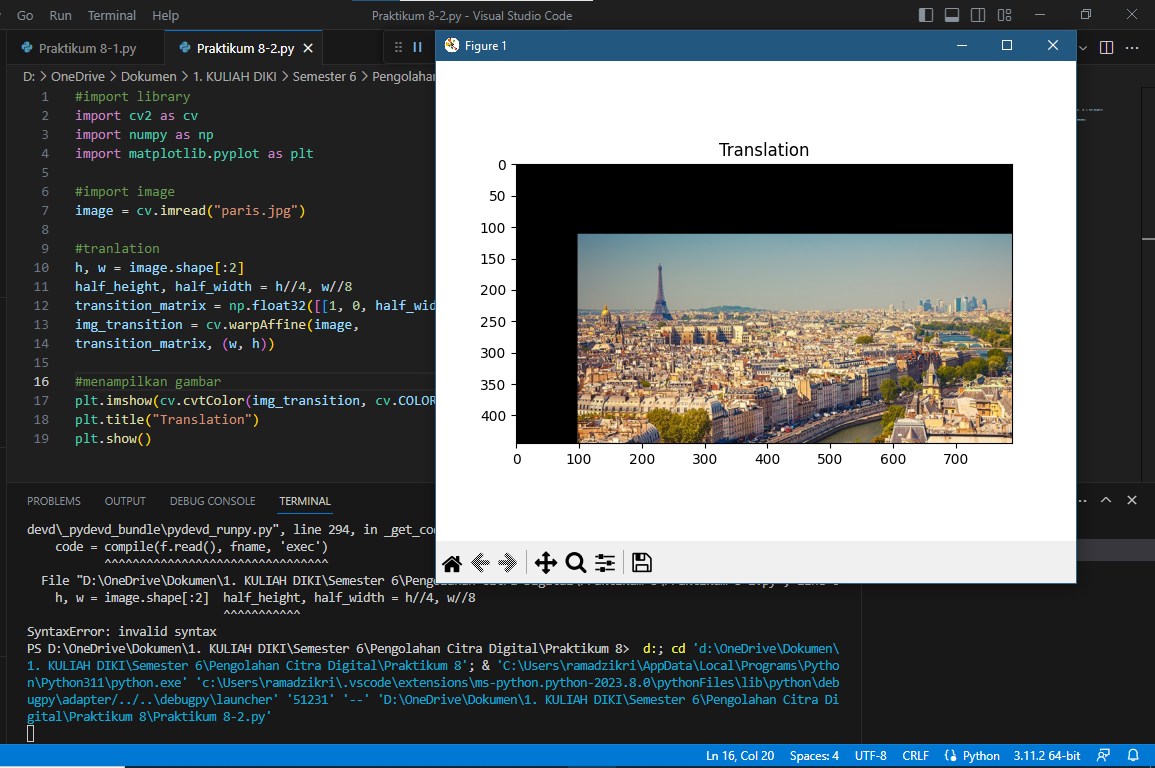 Go Run Terminal Help Praktikum 8-2.py - Visual Studio Code
Praktikum 8-1.py Praktikum 8-2.py
D: > OneDrive > Dokumen > 1. KULIAH DIKI > Semester 6 > Pengolahan
1 #import library
2 import cv2 as cv
3 import numpy as np
4 import matplotlib.pyplot as plt
5
6 #import image
7 image = cv.imread("paris.jpg")
8
9 #tranlation
10 h, w = image.shape[:2]
11 half_height, half_width = h//4, w//8
12 transition_matrix = np.float32([[1, 0, half_wid
13 img_transition = cv.warpAffine(image,
14 transition_matrix, (w, h))
15
16 #menampilkan gambar
17 plt.imshow(cv.cvtColor(img_transition, cv.COLOR
18 plt.title("Translation")
19 plt.show()
Figure 1
Translation
0
50
100
150
200
250
300
350
400
0 100 200 300 400 500 600 700
PROBLEMS OUTPUT DEBUG CONSOLE TERMINAL
devd\_pydevd_bundle\pydevd_runpy.py", line 294, in _get_co
code = compile(f.read(), fname, 'exec')
^^^^^^^^^^^^^^^^^^^^^^^^^^^^^^^^
File "D:\OneDrive\Dokumen\1. KULIAH DIKI\Semester 6\Pengolahan Citra Digital\Praktikum 8\Praktikum 8-2.py", line
h, w = image.shape[:2]  half_height, half_width = h//4, w//8
^^^^^^^^^^^
SyntaxError: invalid syntax
PS D:\OneDrive\Dokumen\1. KULIAH DIKI\Semester 6\Pengolahan Citra Digital\Praktikum 8>  d:; cd 'd:\OneDrive\Dokumen\
1. KULIAH DIKI\Semester 6\Pengolahan Citra Digital\Praktikum 8'; & 'C:\Users\ramadzikri\AppData\Local\Programs\Pytho
n\Python311\python.exe' 'c:\Users\ramadzikri\.vscode\extensions\ms-python.python-2023.8.0\pythonFiles\lib\python\deb
ugpy\adapter/../..\debugpy\launcher' '51231' '--' 'D:\OneDrive\Dokumen\1. KULIAH DIKI\Semester 6\Pengolahan Citra Di
gital\Praktikum 8\Praktikum 8-2.py'
Ln 16, Col 20 Spaces: 4 UTF-8 CRLF Python 3.11.2 64-bit